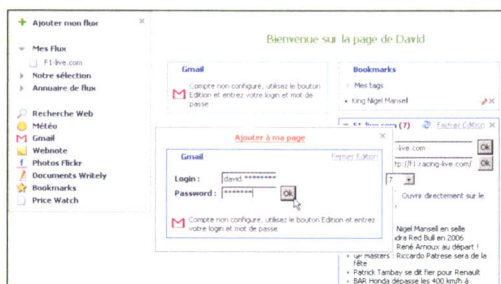 Ajouter mon flux
Mes Flux
F1-live.com
Notre sélection
Annuaire de flux
Recherche Web
Météo
Gmail
Webnote
Photos Flickr
Documents Writely
Bookmarks
Price Watch
Bienvenue sur la page de David
Gmail
Compte non configuré, utilisez le bouton
Edition et entrez votre login et mot de
passe
Bookmarks
Mes tags
King Nigel Mansell
(7) Fermer Edition
-live.com Ok
tp://f1.racing-live.com/ Ok
7
Ouvrir directement sur le
Ajouter à ma page
Gmail Fermer Edition
Login : david.********
Password : ******* Ok
Compte non configuré, utilisez le bouton Edition et entrez
votre login et mot de passe
Nigel Mansell en selle
dra Red Bull en 2006
René Arnoux au départ !
GP Masters : Riccardo Patrese sera de la
fête
Patrick Tambay se dit fier pour Renault
BAR Honda dépasse les 400 km/h à